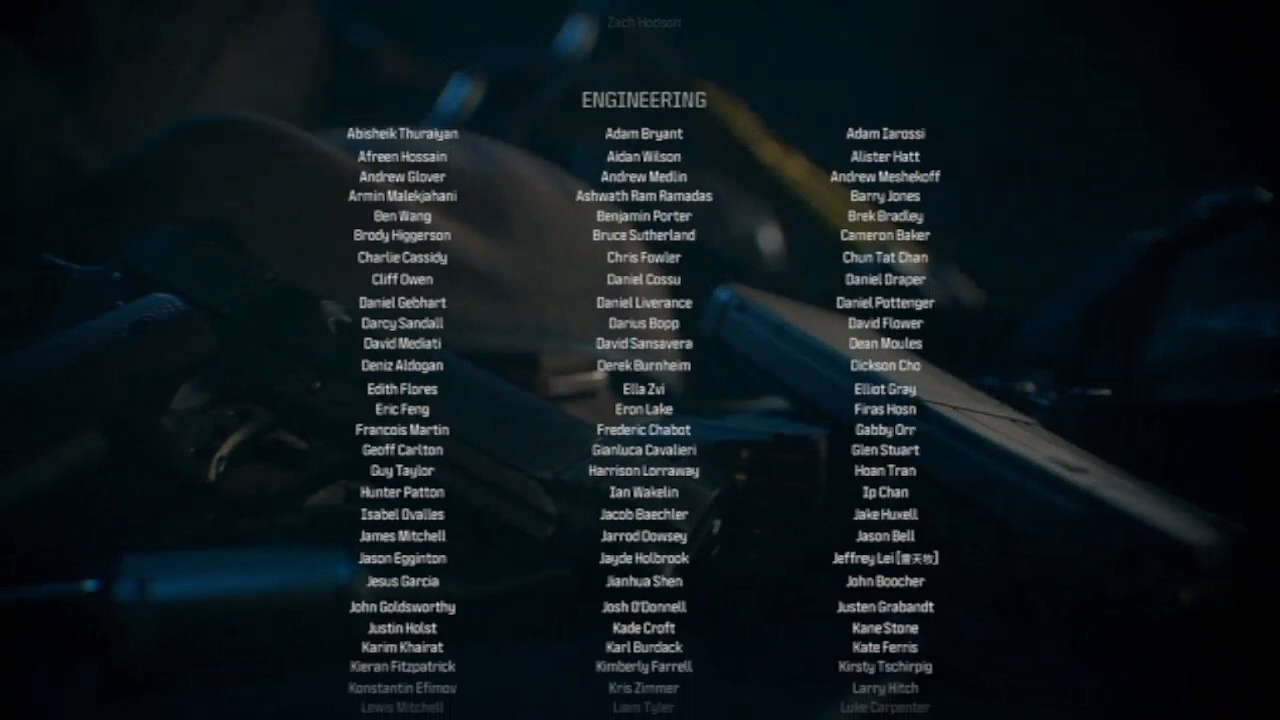 Zach Hodson
ENGINEERING
Abisheik Thuraiyan Adam Bryant Adam Iarossi
Afreen Hossain Aidan Wilson Alister Hatt
Andrew Glover Andrew Medlin Andrew Meshekoff
Armin Malekjahani Ashwath Ram Ramadas Barry Jones
Ben Wang Benjamin Porter Brek Bradley
Brody Higgerson Bruce Sutherland Cameron Baker
Charlie Cassidy Chris Fowler Chun Tat Chan
Cliff Owen Daniel Cossu Daniel Draper
Daniel Gebhart Daniel Liverance Daniel Pottenger
Darcy Sandall Darius Bopp David Flower
David Mediati David Sansavera Dean Moules
Deniz Aldogan Derek Burnheim Dickson Cho
Edith Flores Ella Zvi Elliot Gray
Eric Feng Eron Lake Firas Hosn
Francois Martin Frederic Chabot Gabby Orr
Geoff Carlton Gianluca Cavalieri Glen Stuart
Guy Taylor Harrison Lorraway Hoan Tran
Hunter Patton Ian Wakelin Ip Chan
Isabel Ovalles Jacob Baechler Jake Huxell
James Mitchell Jarrod Dowsey Jason Bell
Jason Egginton Jayde Holbrook Jeffrey Lei
Jesus Garcia Jianhua Shen John Boocher
John Goldsworthy Josh O'Donnell Justen Grabandt
Justin Holst Kade Croft Kane Stone
Karim Khairat Karl Burdack Kate Ferris
Kieran Fitzpatrick Kimberly Farrell Kirsty Tschirpig
Konstantin Efimov Kris Zimmer Larry Hitch
Lewis Mitchell Liam Tyler Luke Carpenter